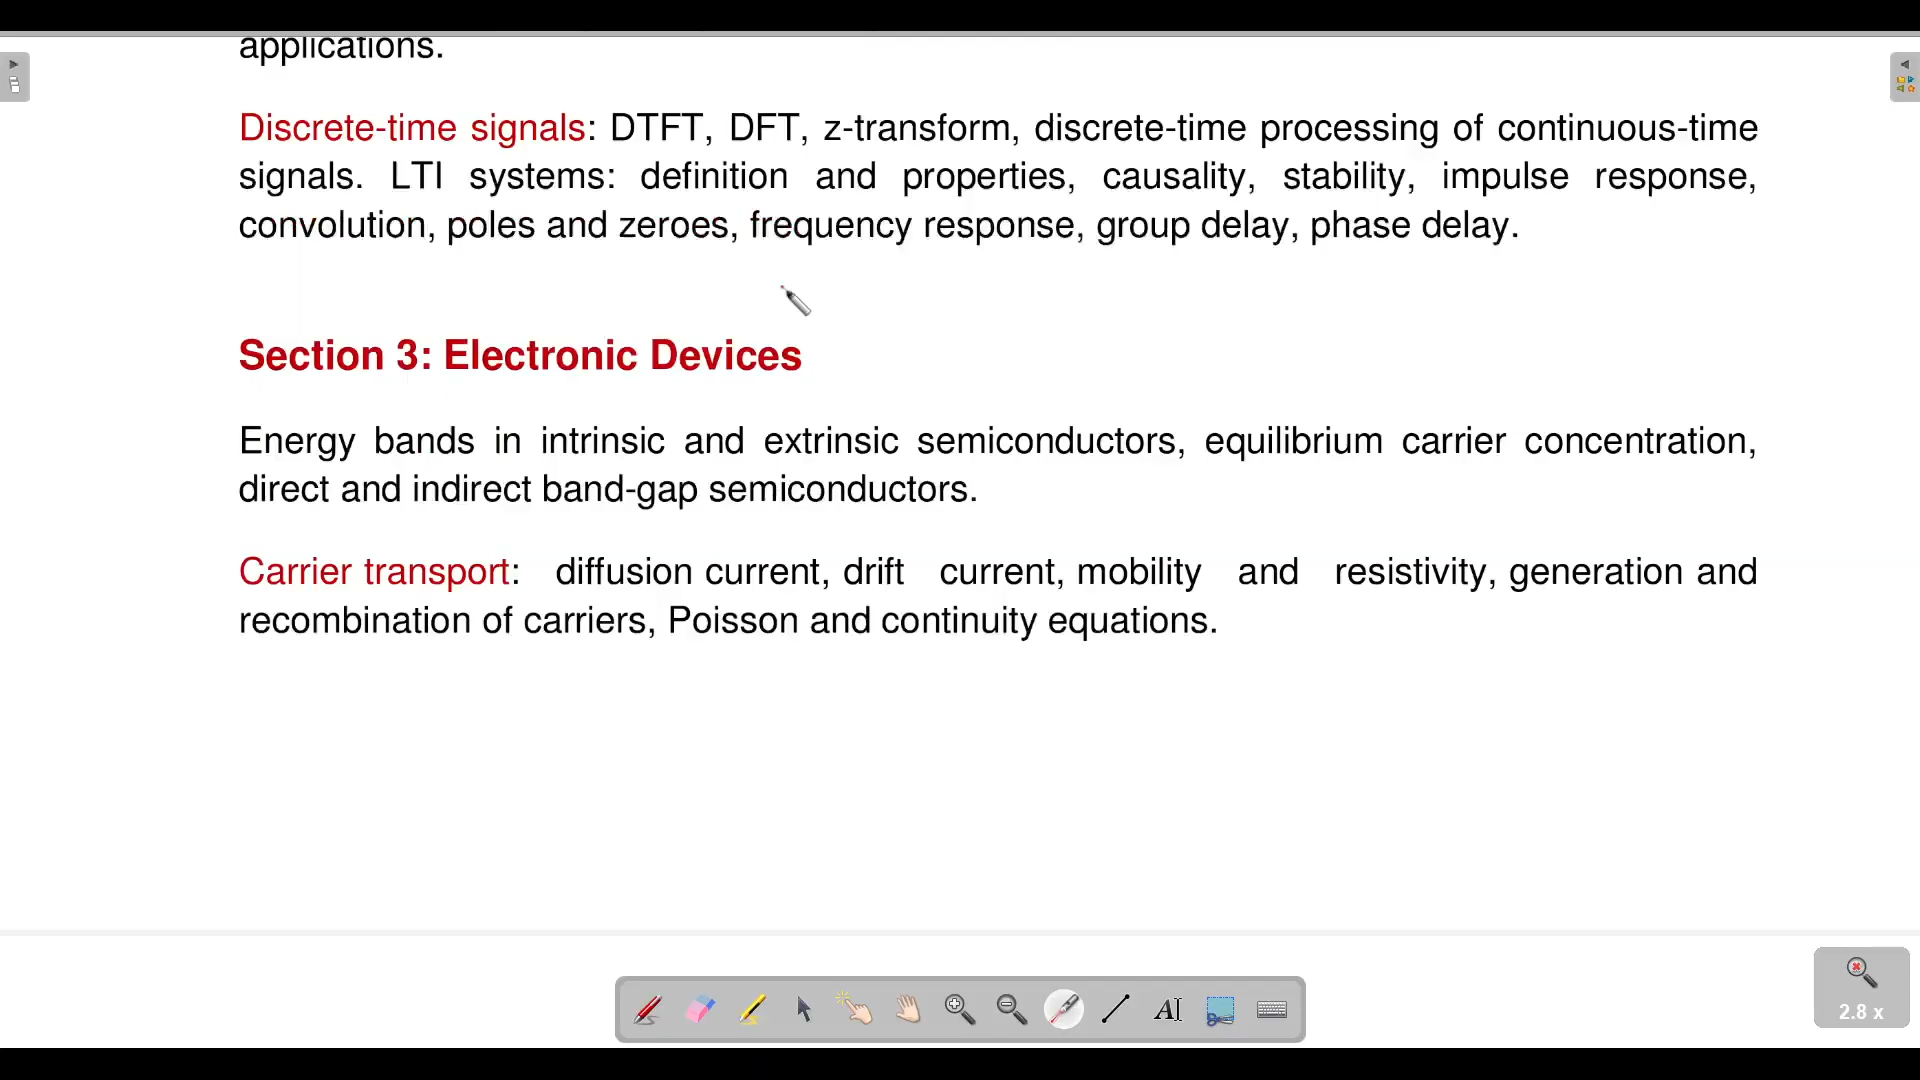 applications.
Discrete-time signals: DTFT, DFT, z-transform, discrete-time processing of continuous-time
signals. LTI systems: definition and properties, causality, stability, impulse response,
convolution, poles and zeroes, frequency response, group delay, phase delay.
Section 3: Electronic Devices
Energy bands in intrinsic and extrinsic semiconductors, equilibrium carrier concentration,
direct and indirect band-gap semiconductors.
Carrier transport: diffusion current, drift current, mobility and resistivity, generation and
recombination of carriers, Poisson and continuity equations.
AI
2.8 x